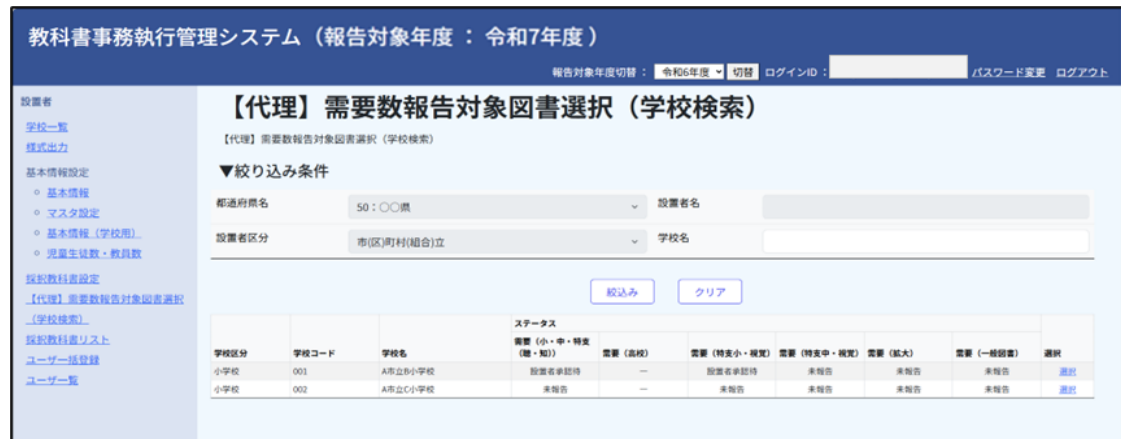 教科書事務執行管理システム（報告対象年度 ： 令和7年度 ）
報告対象年度切替 ： 令和6年度 切替 ログインID : パスワード変更 ログアウト
設置者
学校一覧
様式出力
基本情報設定
基本情報
マスタ設定
基本情報（学校用）
児童生徒数・教員数
採択教科書設定
【代理】需要数報告対象図書選択
（学校検索）
採択教科書リスト
ユーザー括登録
ユーザー覧
【代理】需要数報告対象図書選択（学校検索）
【代理】需要数報告対象図書選択（学校検索）
▼絞り込み条件
都道府県名 50：○○県 設置者名
設置者区分 市(区)町村(組合)立 学校名
絞込み クリア
ステータス
学校区分 学校コード 学校名 需要（小・中・特支（聴・知）） 需要（高校） 需要（特支小・視覚） 需要（特支中・視覚） 需要（拡大） 需要（一般図書） 選択
小学校 001 A市立B小学校 設置者承認待 ― 設置者承認待 未報告 未報告 未報告 選択
小学校 002 A市立C小学校 未報告 ― 未報告 未報告 未報告 未報告 選択